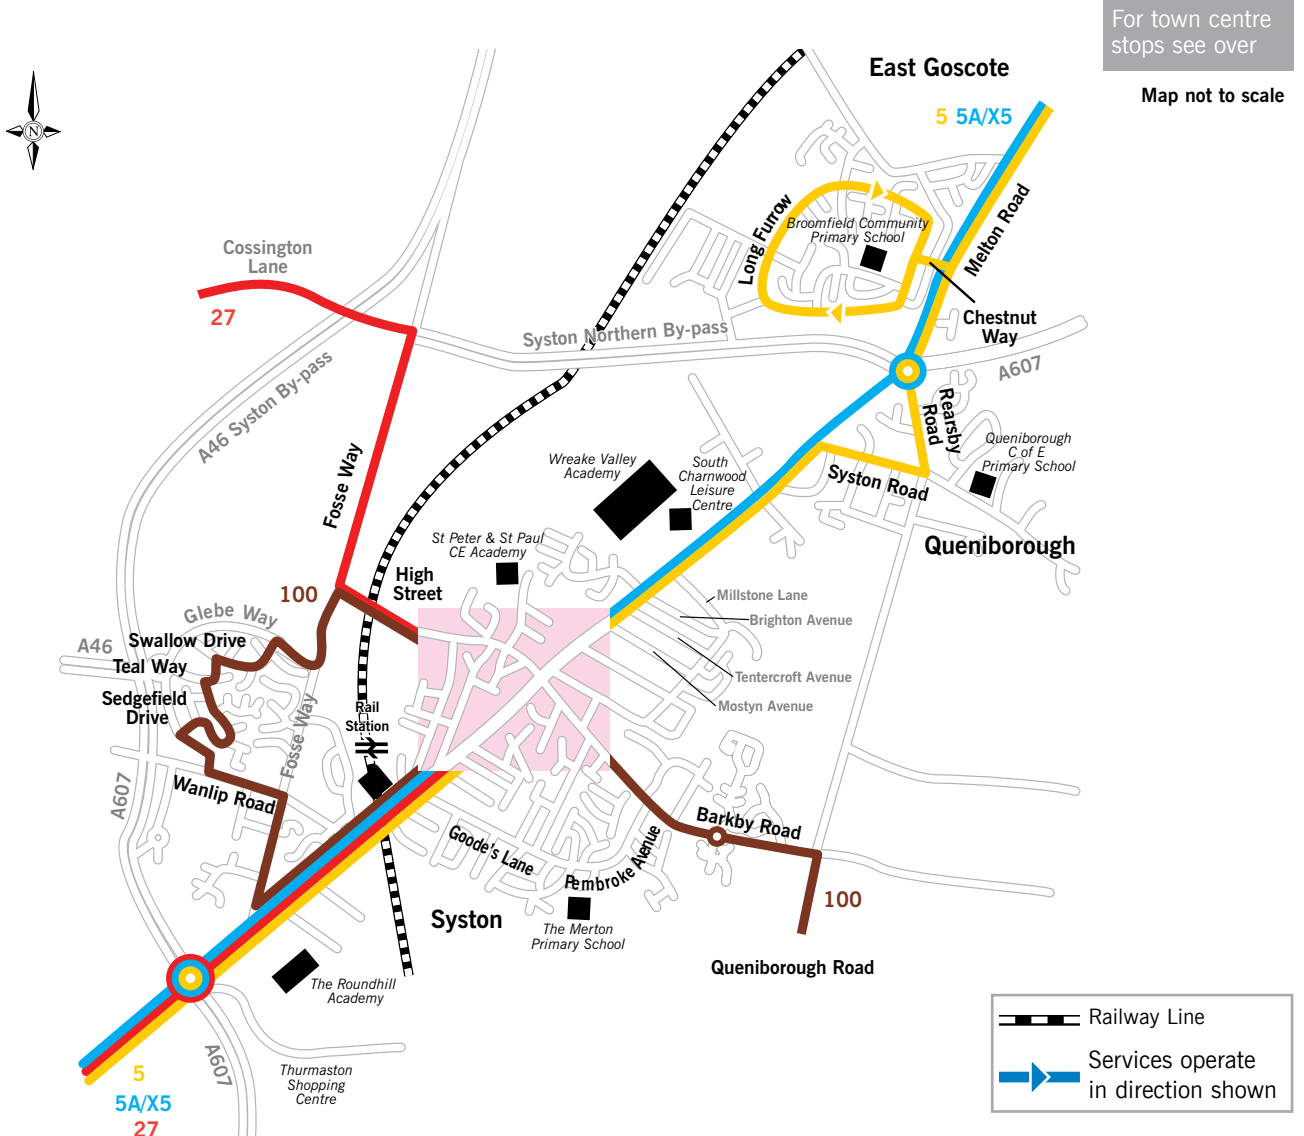 For town centre
stops see over
Map not to scale
East Goscote
5 5A/X5
N
Long Furrow
Broomfield Community
Primary School
Melton Road
Cossington
Lane
27
Chestnut
Way
Syston Northern By-pass
A607
A46 Syston By-pass
Rearsby
Road
Queniborough
C of E
Primary School
Fosse Way
Wreake Valley
Academy
South
Charnwood
Leisure
Centre
Syston Road
St Peter & St Paul
CE Academy
Queniborough
High
Street
100
Millstone Lane
Brighton Avenue
Glebe Way
A46
Swallow Drive
Teal Way
Sedgefield
Drive
Tentercroft Avenue
Mostyn Avenue
Rail
Station
Fosse Way
Wanlip Road
A607
Barkby Road
Goode's Lane
Pembroke Avenue
100
Syston
The Merton
Primary School
Queniborough Road
The Roundhill
Academy
Railway Line
Services operate
in direction shown
A607
Thurmaston
Shopping
Centre
5
5A/X5
27